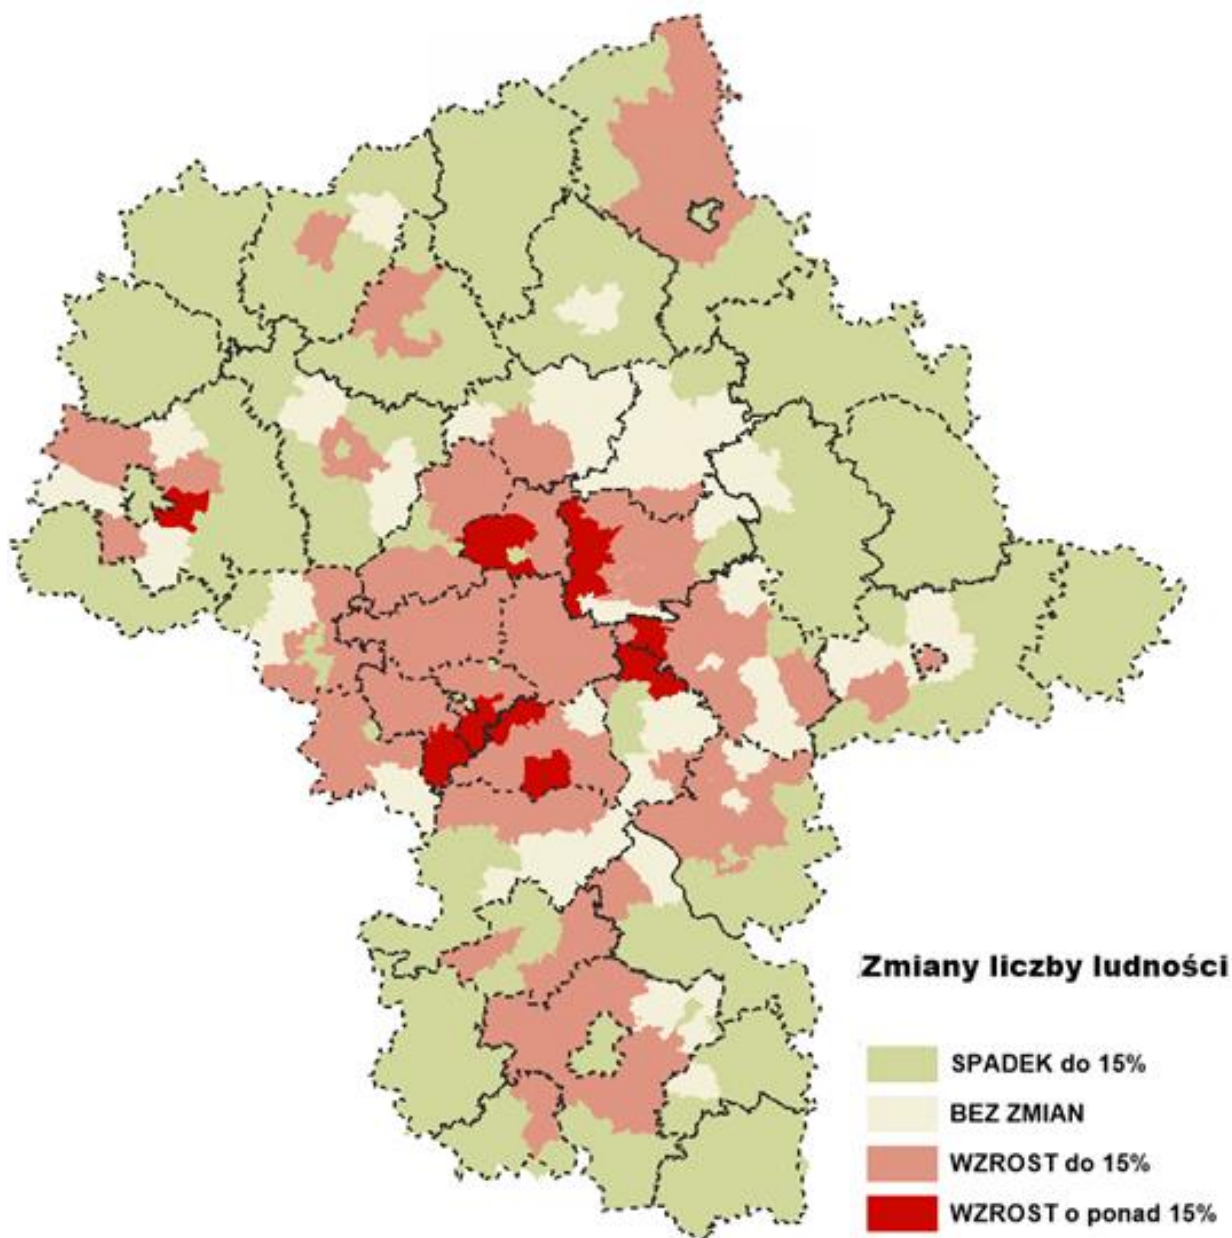 Zmiany liczby ludności
SPADEK do 15%
BEZ ZMIAN
WZROST do 15%
WZROST o ponad 15%